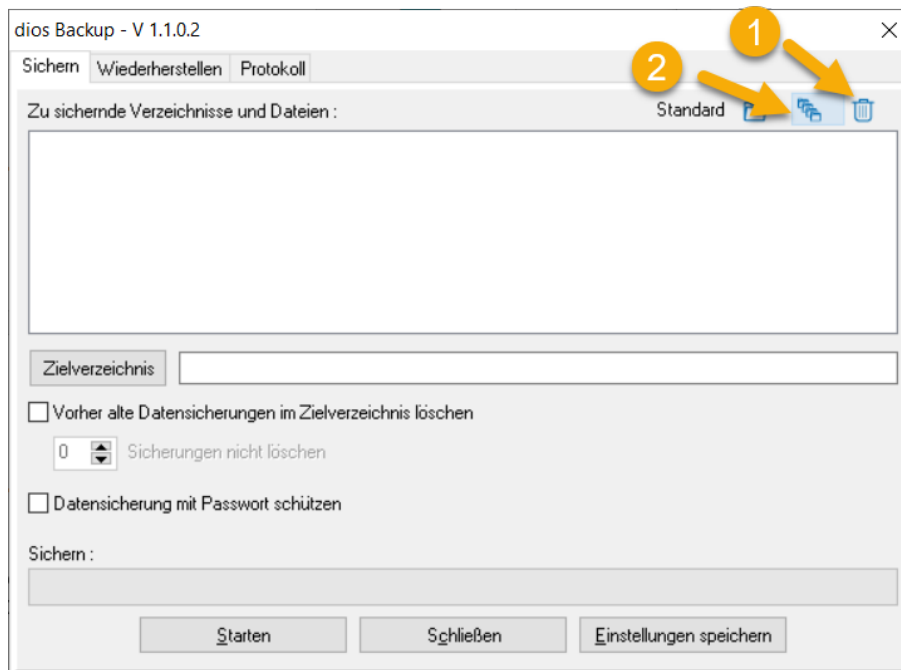 dios Backup - V 1.1.0.2
1
2
Sichern Wiederherstellen Protokoll
Zu sichernde Verzeichnisse und Dateien : Standard
Zielverzeichnis
Vorher alte Datensicherungen im Zielverzeichnis löschen
0 Sicherungen nicht löschen
Datensicherung mit Passwort schützen
Sichern :
Starten Schließen Einstellungen speichern